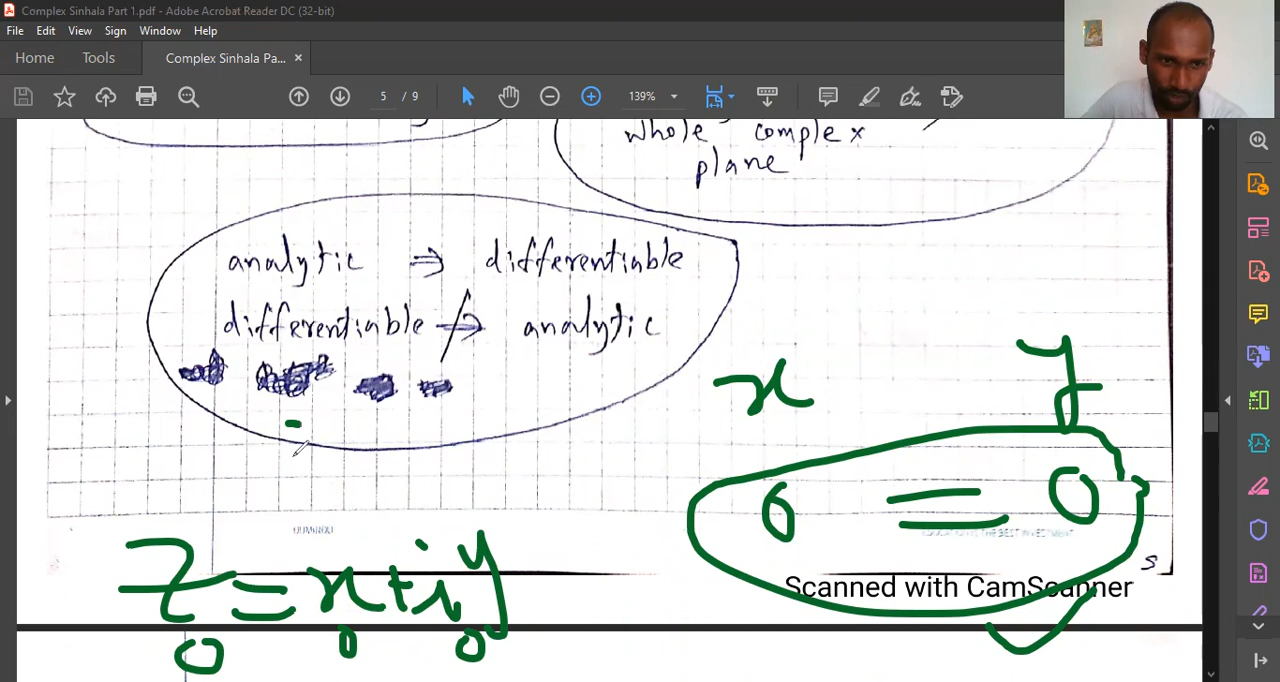 Complex Sinhala Part 1.pdf - Adobe Acrobat Reader DC (32-bit)
File Edit View Sign Window Help
Home Tools Complex Sinhala Pa... ×
5 / 9 139%
whole complex
plane
analytic ⇒ differentiable
differentiable ⇏ analytic
x y
0 = 0
Z = x + iy
0 0 0
S
Scanned with CamScanner